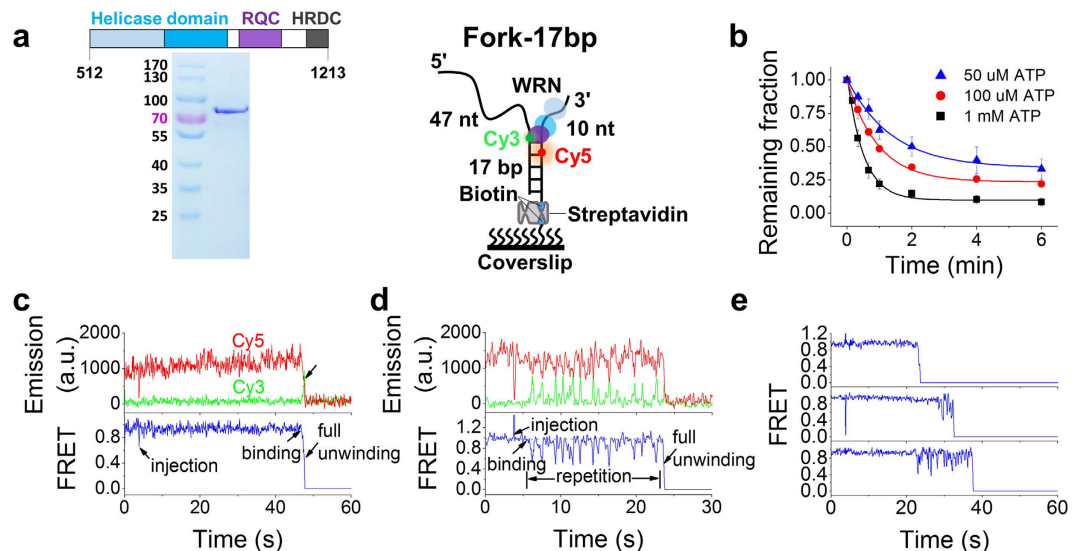 a
Helicase domain RQC HRDC
512 1213
170
130
100
70
55
40
35
25
Fork-17bp
5'
WRN
3'
47 nt
10 nt
Cy3
Cy5
17 bp
Biotin
Streptavidin
Coverslip
b
Remaining fraction
1.00
0.75
0.50
0.25
0.00
50 uM ATP
100 uM ATP
1 mM ATP
0 2 4 6
Time (min)
c
Emission
(a.u.)
2000
1000
0
Cy5
Cy3
FRET
0.8
0.4
0.0
injection
binding
full
unwinding
0 20 40 60
Time (s)
d
Emission
(a.u.)
2000
1000
0
FRET
1.2
0.8
0.4
0.0
injection
binding
full
unwinding
repetition
0 10 20 30
Time (s)
e
FRET
1.2
0.8
0.4
0.0
0.8
0.4
0.0
0.8
0.4
0.0
0 20 40 60
Time (s)